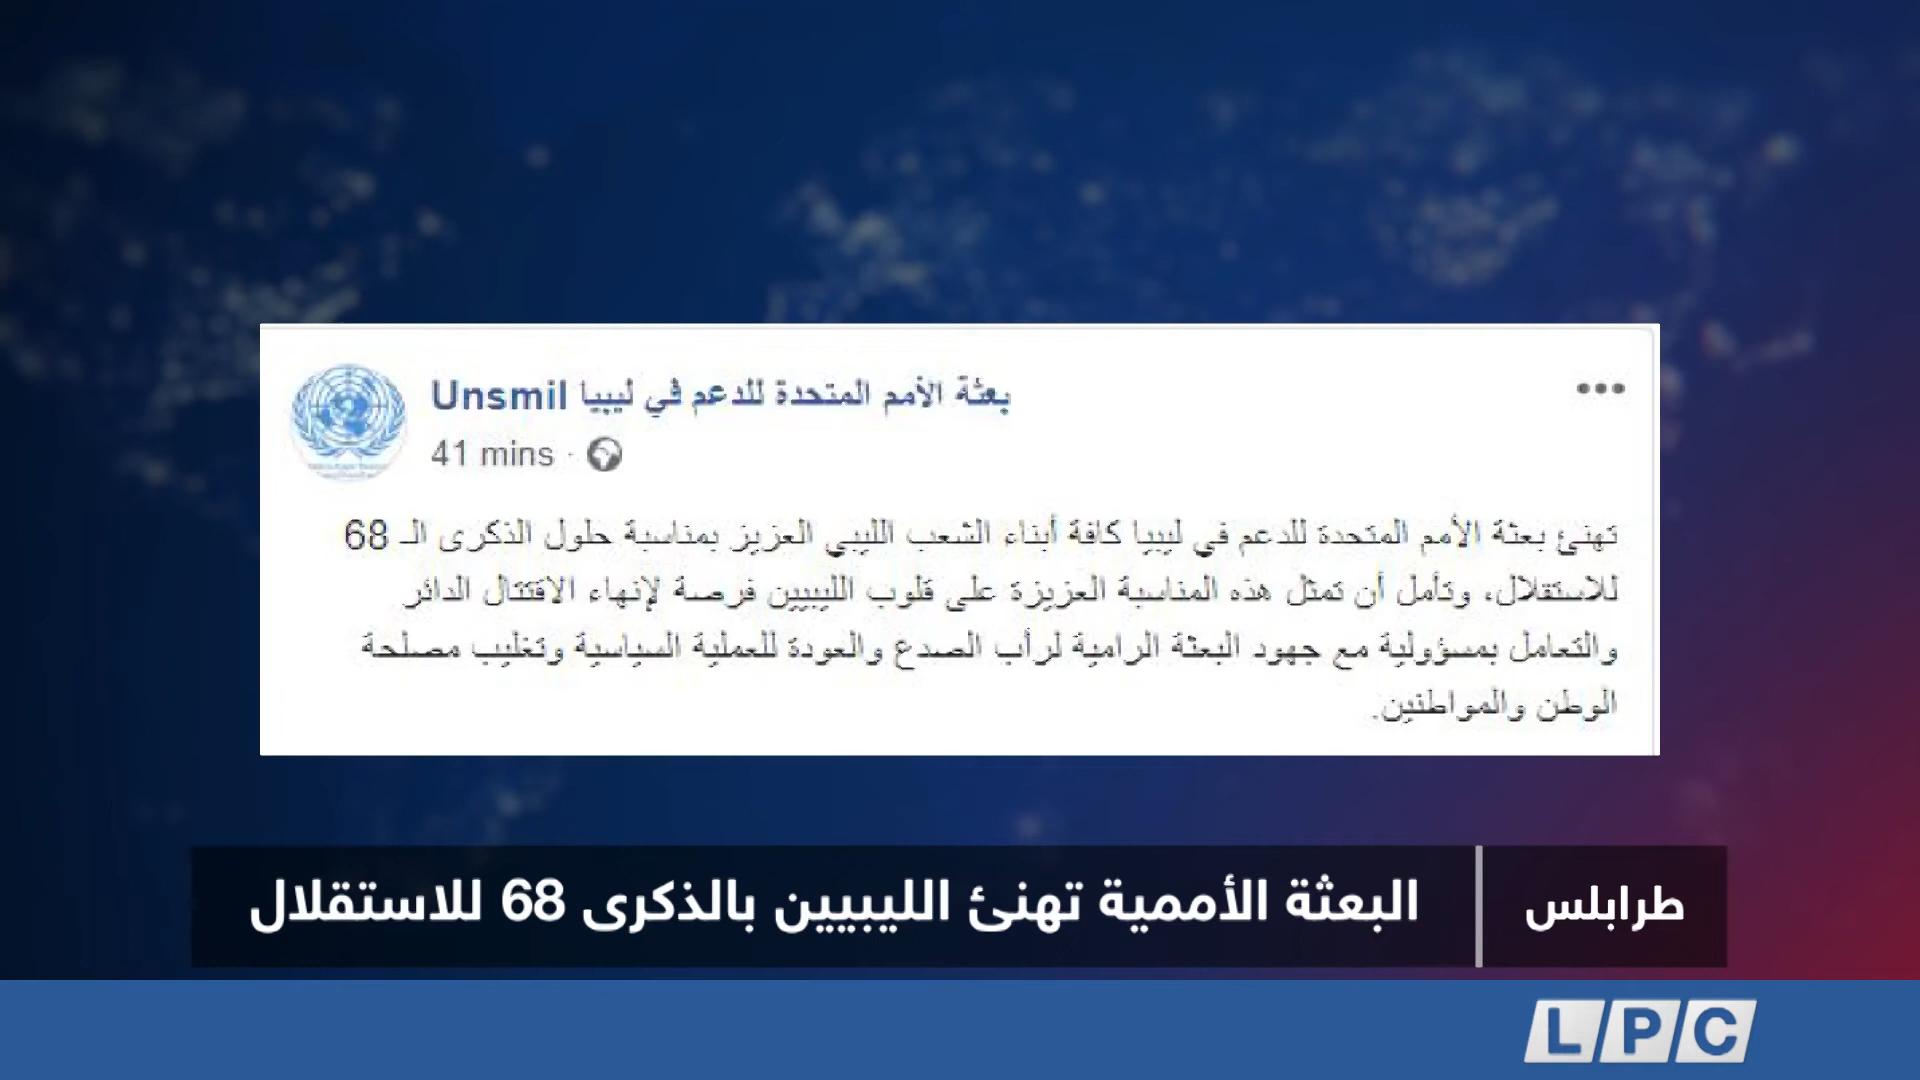 بعثة الأمم المتحدة للدعم في ليبيا Unsmil
41 mins ·
تهنئ بعثة الأمم المتحدة للدعم في ليبيا كافة أبناء الشعب الليبي العزيز بمناسبة حلول الذكرى الـ 68
للاستقلال، وتأمل أن تمثل هذه المناسبة العزيزة على قلوب الليبيين فرصة لإنهاء الاقتتال الدائر
والتعامل بمسؤولية مع جهود البعثة الرامية لرأب الصدع والعودة للعملية السياسية وتغليب مصلحة
الوطن والمواطنين.
طرابلس
البعثة الأممية تهنئ الليبيين بالذكرى 68 للاستقلال
LPC